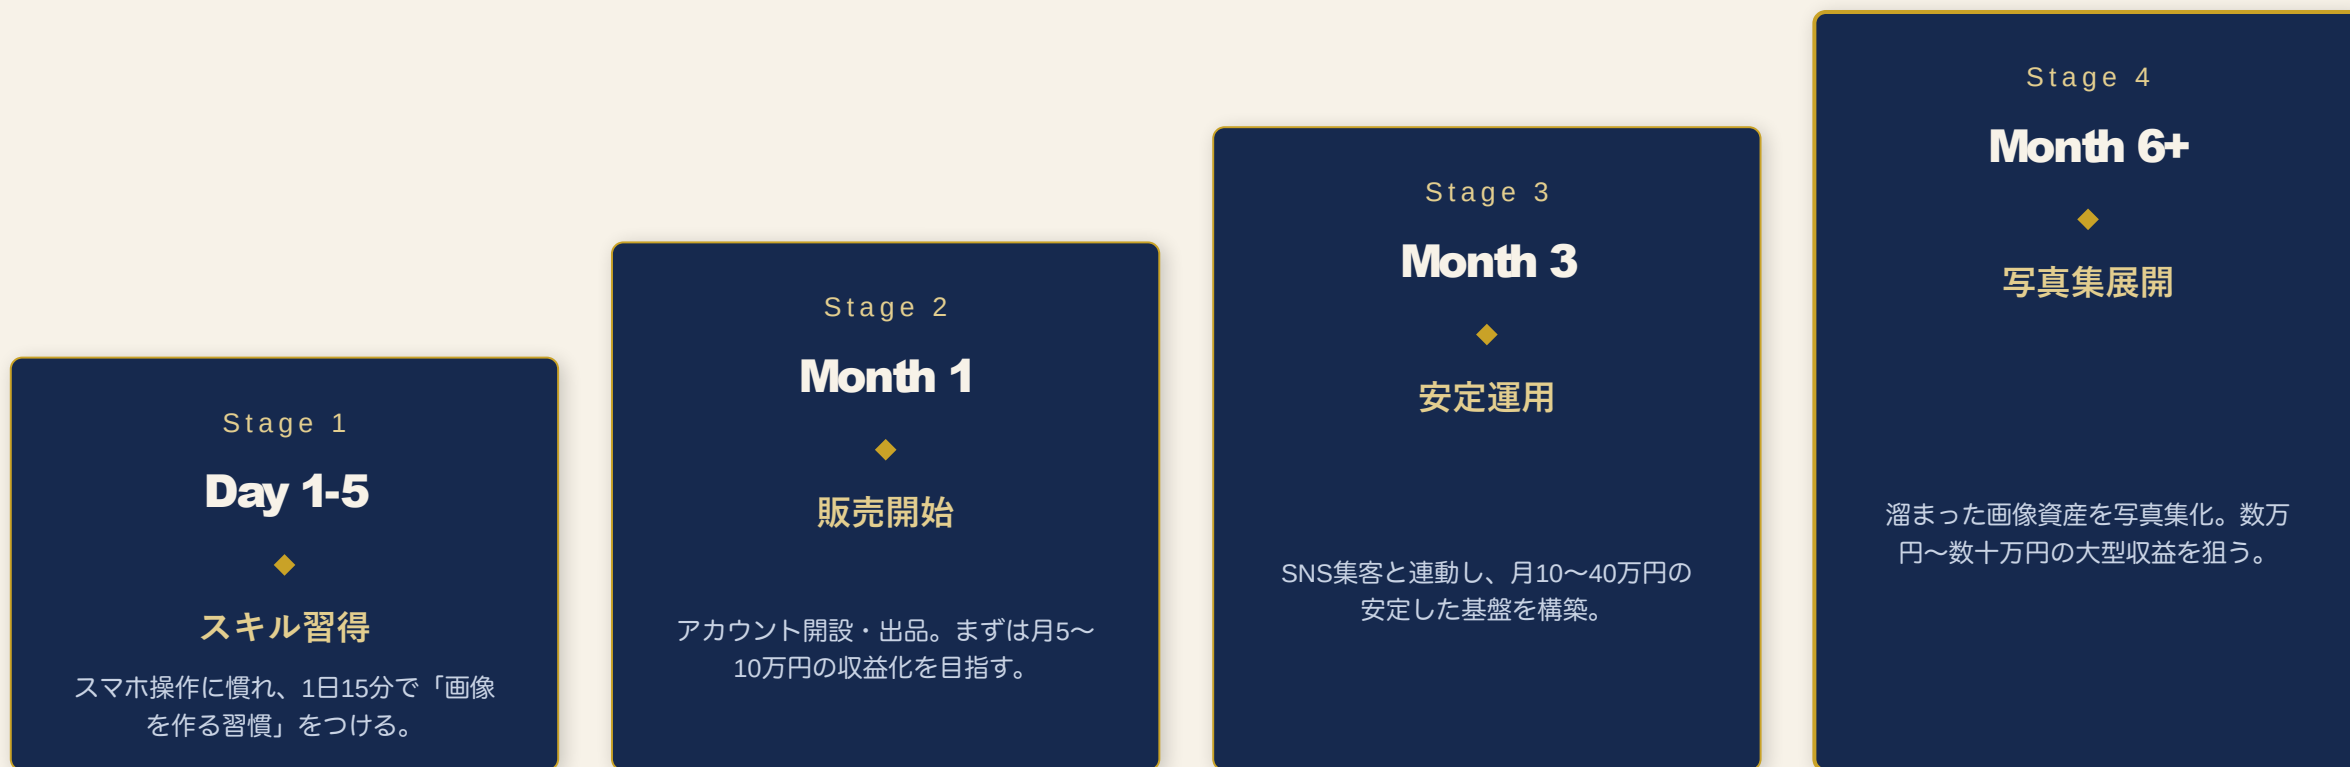 Stage 1
Day 1-5
スキル習得
スマホ操作に慣れ、1日15分で「画像
を作る習慣」をつける。
Stage 2
Month 1
販売開始
アカウント開設・出品。まずは月5〜
10万円の収益化を目指す。
Stage 3
Month 3
安定運用
SNS集客と連動し、月10〜40万円の
安定した基盤を構築。
Stage 4
Month 6+
写真集展開
溜まった画像資産を写真集化。数万
円〜数十万円の大型収益を狙う。